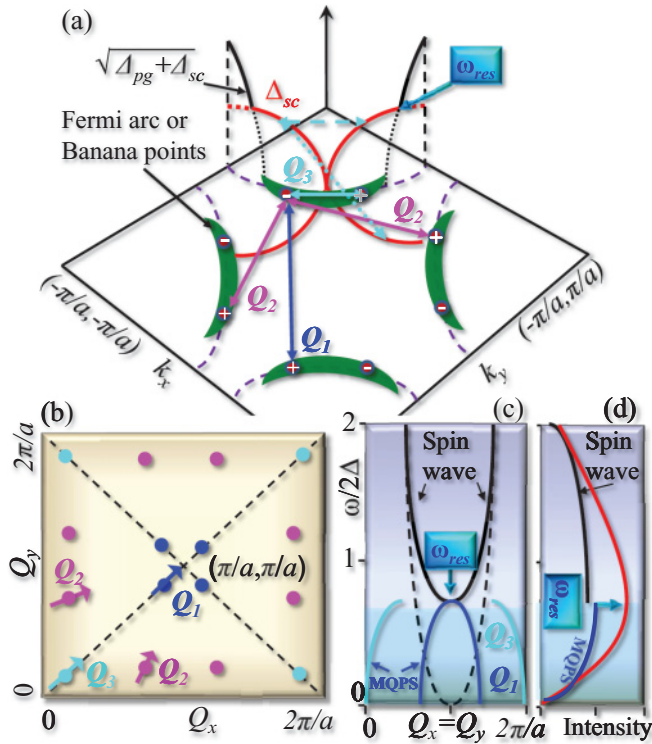 (a)
√Δpg+Δsc
Δsc
ωres
Fermi arc or
Banana points
Q3
Q2
Q2
Q1
(-π/a,-π/a)
kx
ky
(-π/a,π/a)
(b)
(c)
(d)
2π/a
Qy
0
Q2
(π/a,π/a)
Q1
Q3
Q2
0
Qx
2π/a
2
ω/2Δ
1
0
Spin
wave
ωres
Q3
MQPS
Q1
0
Qx=Qy
2π/a
Spin
wave
ωres
MQPS
Intensity